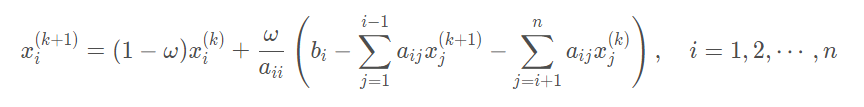 $x_i^{(k+1)} = (1-\omega)x_i^{(k)} + \frac{\omega}{a_{ii}} \left( b_i - \sum_{j=1}^{i-1} a_{ij}x_j^{(k+1)} - \sum_{j=i+1}^{n} a_{ij}x_j^{(k)} \right), \quad i = 1, 2, \cdots, n$